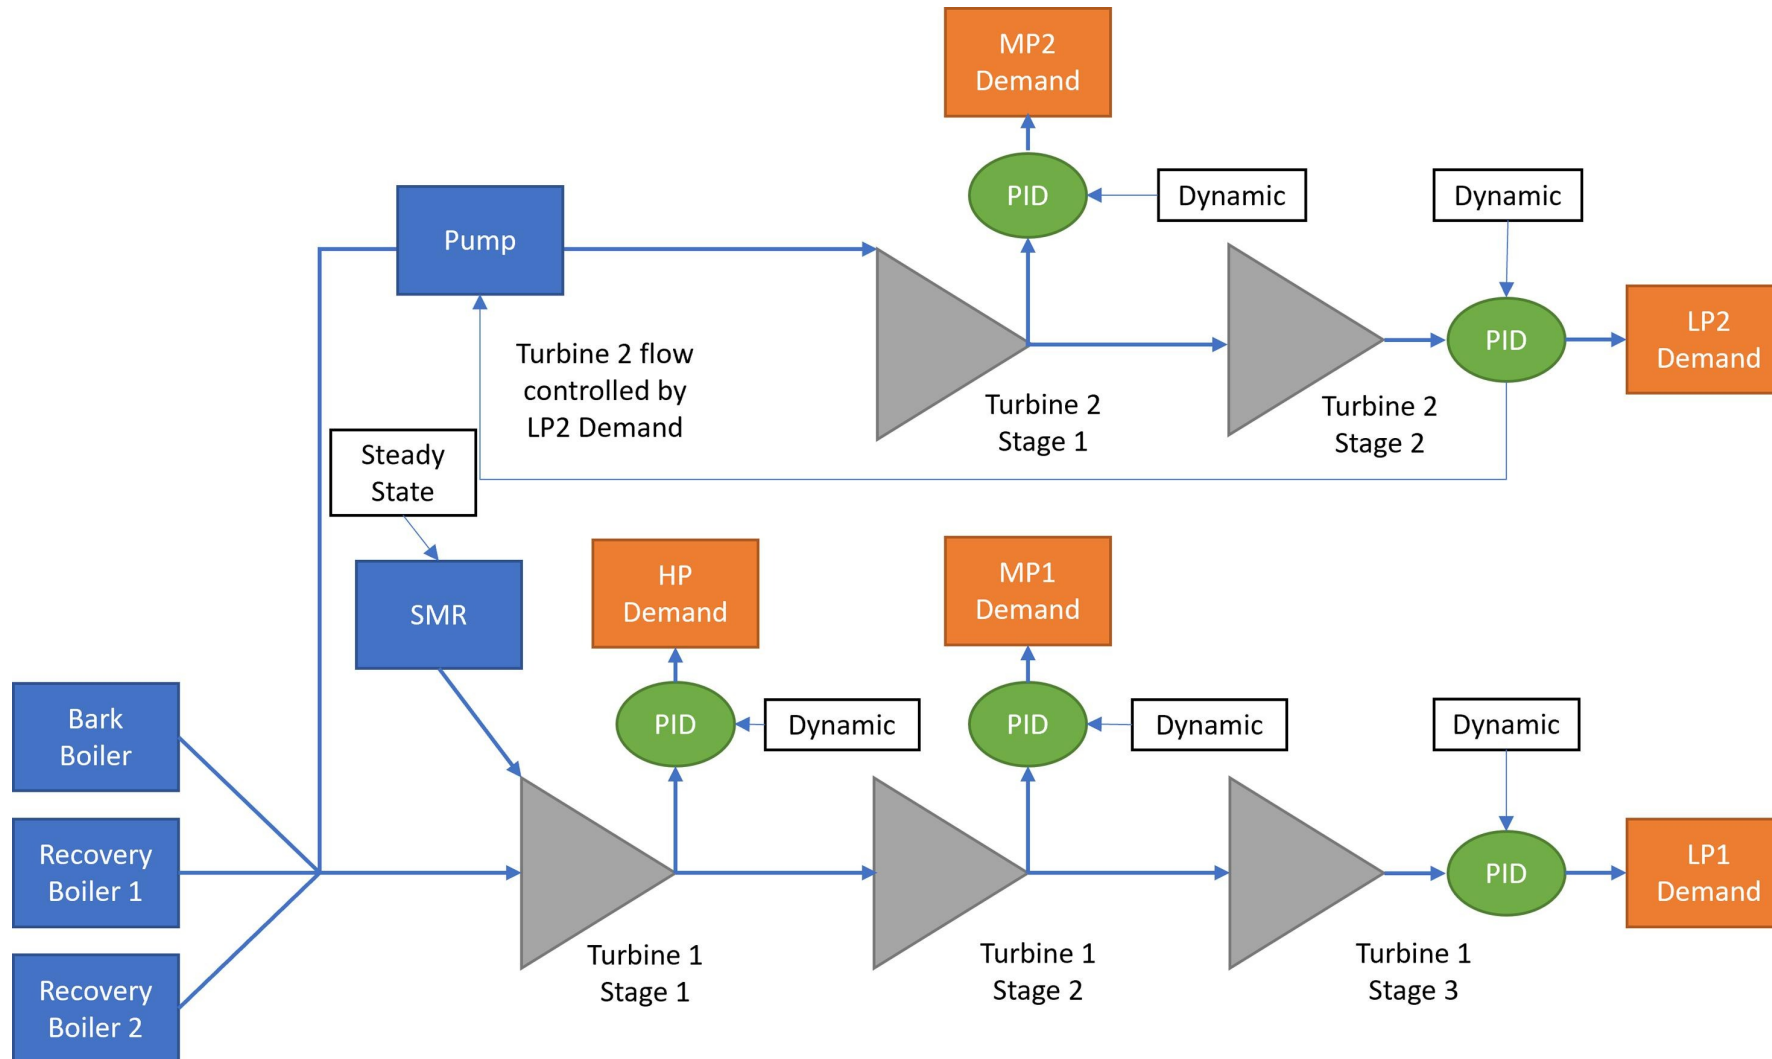 MP2
Demand
PID
Dynamic
Dynamic
Pump
PID
LP2
Demand
Turbine 2 flow
controlled by
LP2 Demand
Turbine 2
Stage 1
Turbine 2
Stage 2
Steady
State
SMR
HP
Demand
MP1
Demand
PID
Dynamic
PID
Dynamic
Dynamic
Bark
Boiler
Recovery
Boiler 1
Recovery
Boiler 2
PID
LP1
Demand
Turbine 1
Stage 1
Turbine 1
Stage 2
Turbine 1
Stage 3